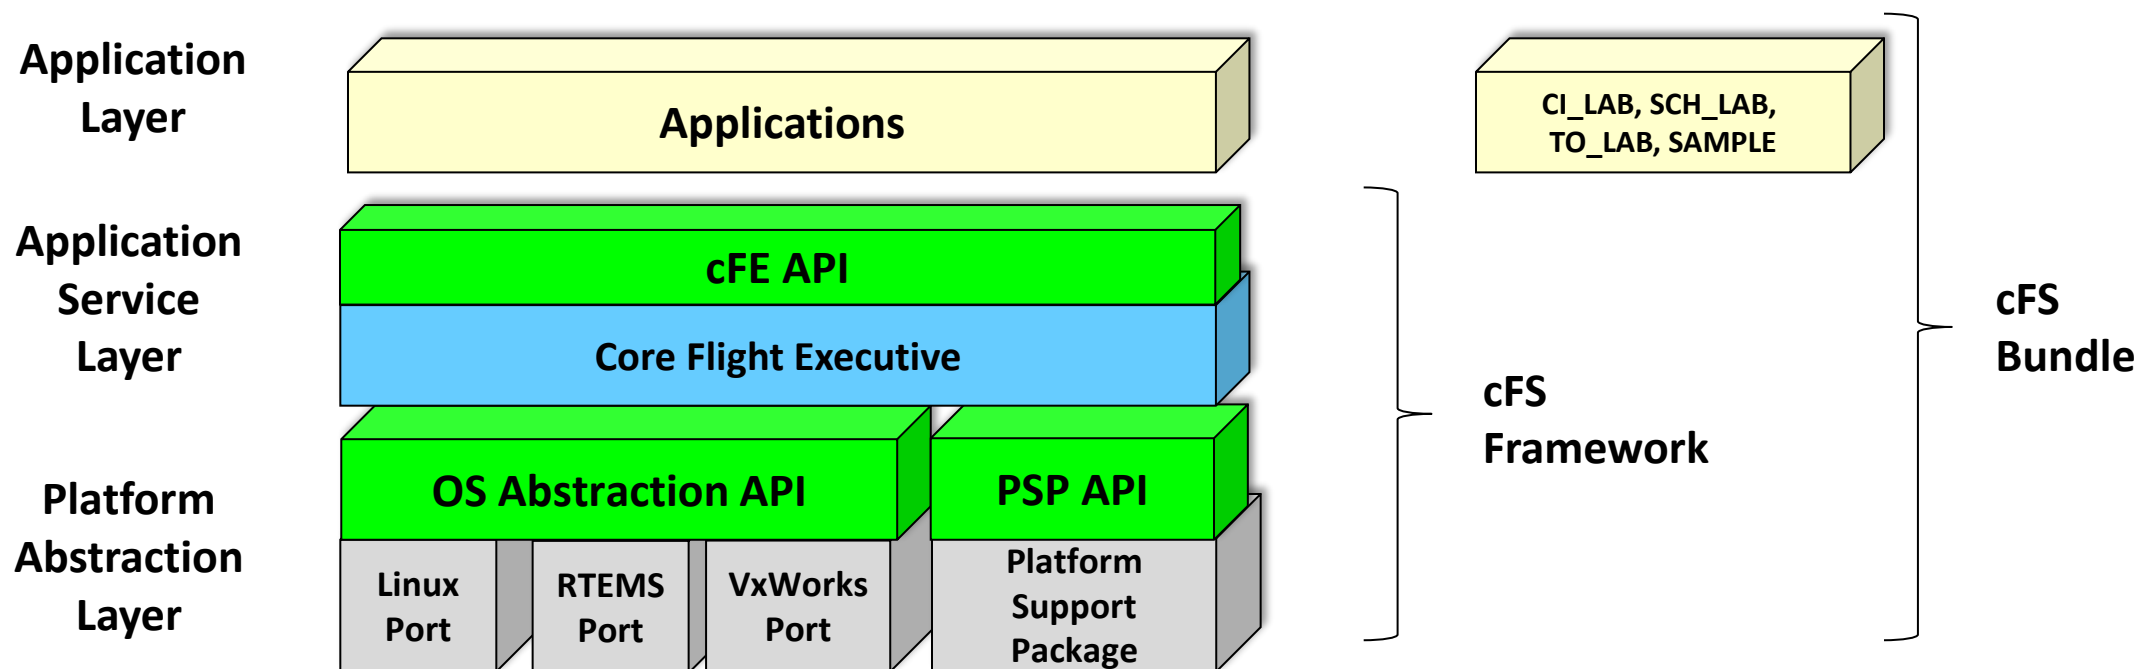 Application
Layer
Applications
CI_LAB, SCH_LAB,
TO_LAB, SAMPLE
Application
Service
Layer
cFE API
Core Flight Executive
cFS
Bundle
cFS
Framework
Platform
Abstraction
Layer
OS Abstraction API
PSP API
Linux
Port
RTEMS
Port
VxWorks
Port
Platform
Support
Package